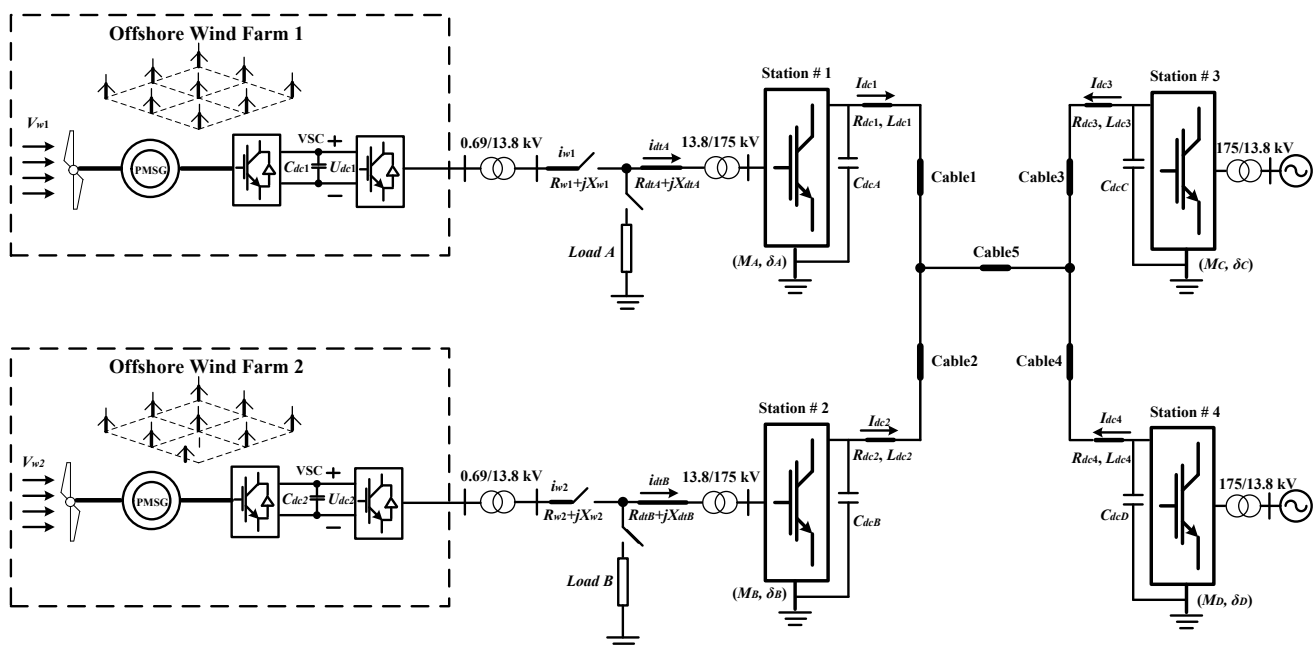 Offshore Wind Farm 1
Vw1
PMSG
VSC +
Cdc1
Udc1
−
0.69/13.8 kV
iw1
Rw1+jXw1
Load A
idtA
RdtA+jXdtA
13.8/175 kV
Station # 1
(MA, δA)
CdcA
Idc1
Rdc1, Ldc1
Cable1
Cable3
Cable5
Idc3
Rdc3, Ldc3
CdcC
Station # 3
175/13.8 kV
(MC, δC)
Offshore Wind Farm 2
Vw2
PMSG
VSC +
Cdc2
Udc2
−
0.69/13.8 kV
iw2
Rw2+jXw2
Load B
idtB
RdtB+jXdtB
13.8/175 kV
Station # 2
(MB, δB)
CdcB
Idc2
Rdc2, Ldc2
Cable2
Cable4
Idc4
Rdc4, Ldc4
CdcD
Station # 4
175/13.8 kV
(MD, δD)